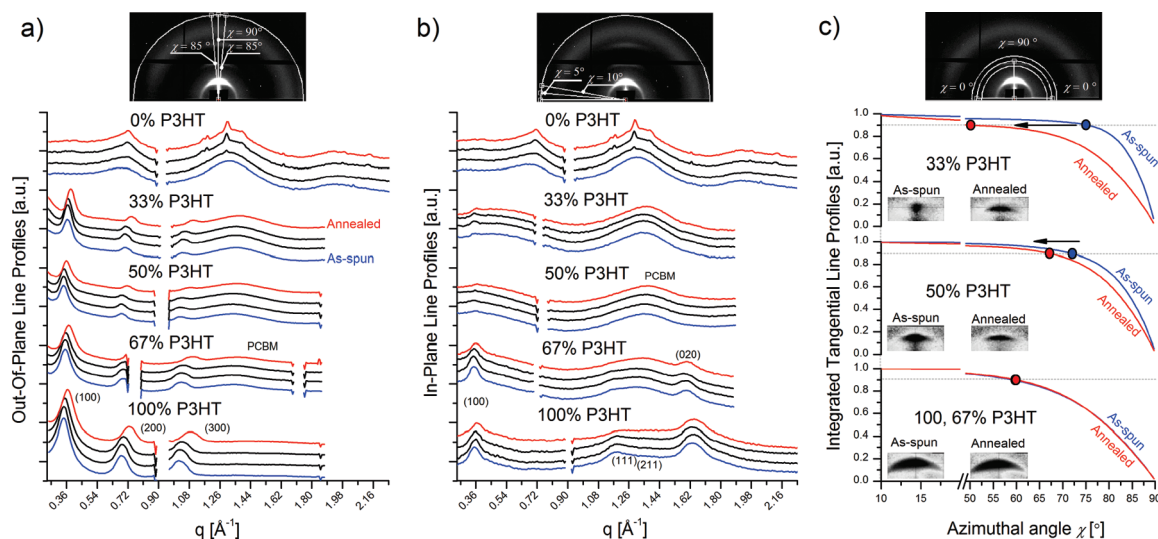 a)
χ = 90°
χ = 85 °
χ = 85°
Out-Of-Plane Line Profiles [a.u.]
0% P3HT
33% P3HT
Annealed
As-spun
50% P3HT
67% P3HT
PCBM
(100)
100% P3HT
(200)
(300)
0.36 0.54 0.72 0.90 1.08 1.26 1.44 1.62 1.80 1.98 2.16
q [Å⁻¹]
b)
χ = 5°
χ = 10°
In-Plane Line Profiles [a.u.]
0% P3HT
33% P3HT
50% P3HT
PCBM
67% P3HT
(020)
(100)
100% P3HT
(111)
(211)
0.36 0.54 0.72 0.90 1.08 1.26 1.44 1.62 1.80 1.98 2.16
q [Å⁻¹]
c)
χ = 90 °
χ = 0°
χ = 0°
Integrated Tangential Line Profiles [a.u.]
1.0
0.8
0.6
0.4
0.2
0.0
As-spun
Annealed
33% P3HT
As-spun
Annealed
1.0
0.8
0.6
0.4
0.2
0.0
As-spun
Annealed
50% P3HT
As-spun
Annealed
1.0
0.8
0.6
0.4
0.2
0.0
As-spun
Annealed
100, 67% P3HT
As-spun
Annealed
10 15 50 55 60 65 70 75 80 85 90
Azimuthal angle χ [°]